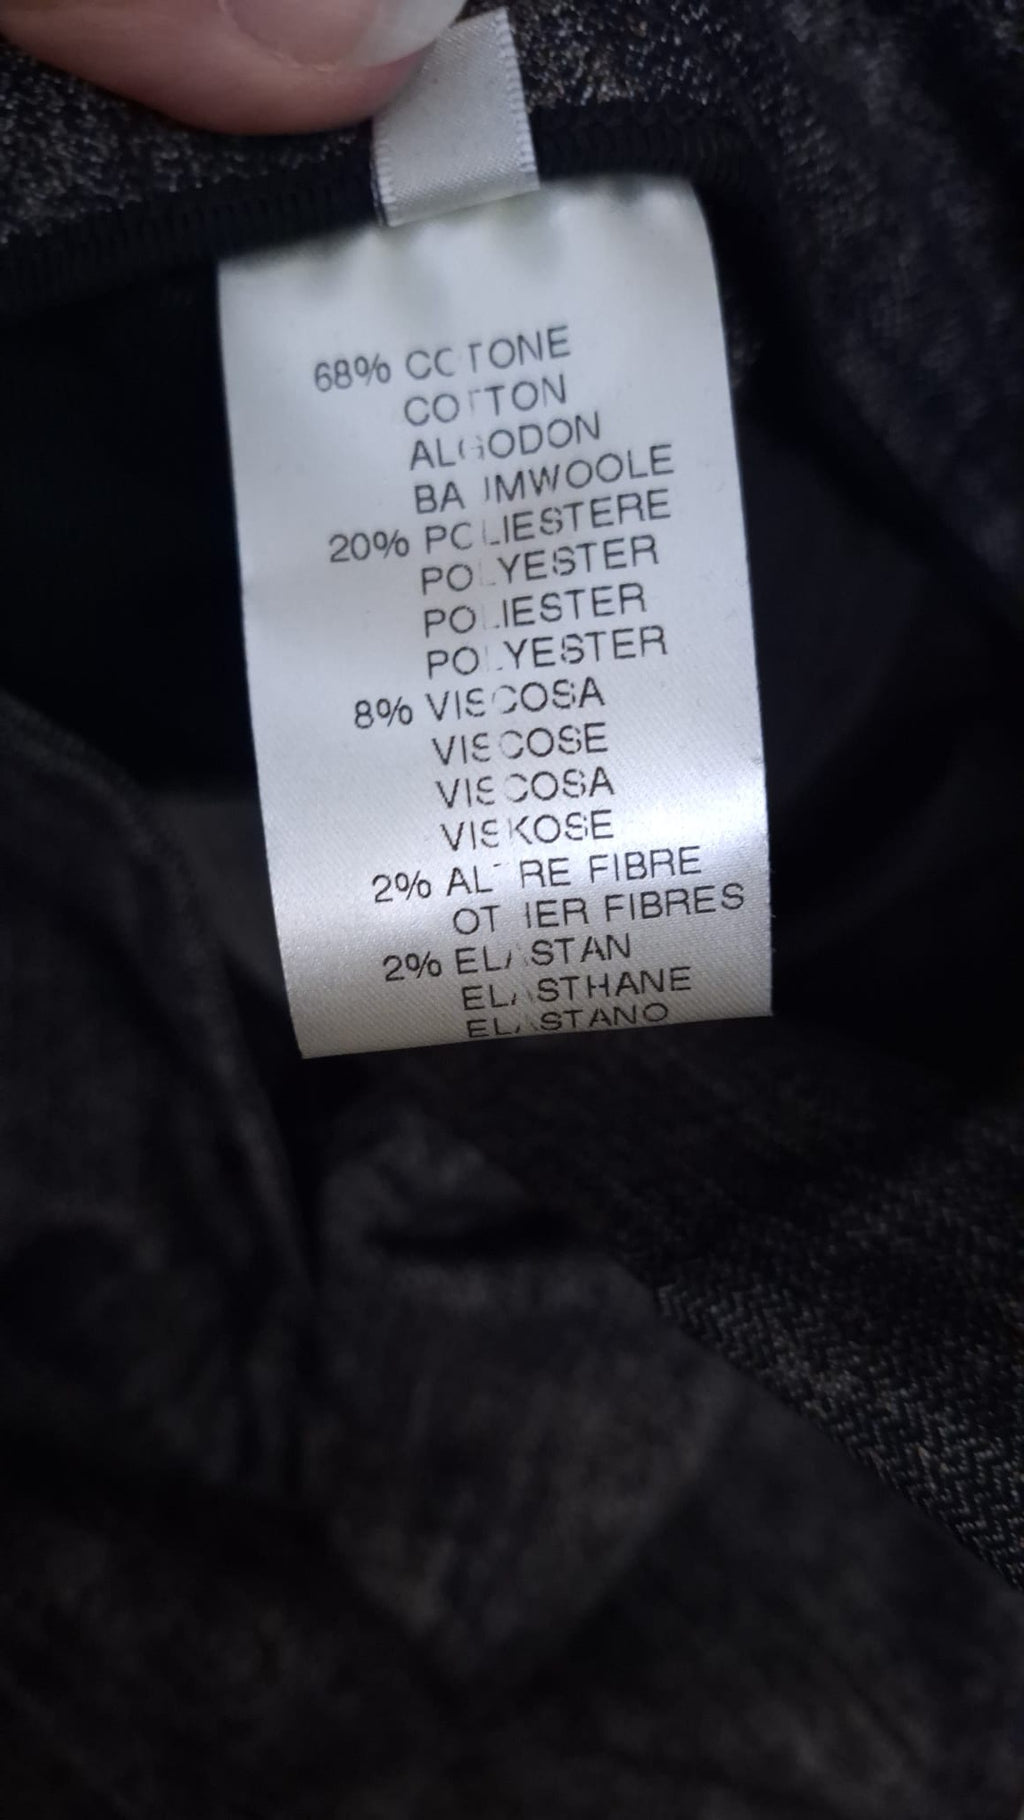 68% COTONE
COTTON
ALGODON
BAUMWOOLE
20% POLIESTERE
POLYESTER
POLIESTER
POLYESTER
8% VISCOSA
VISCOSE
VISCOSA
VISKOSE
2% ALTRE FIBRE
OTHER FIBRES
2% ELASTAN
ELASTHANE
ELASTANO